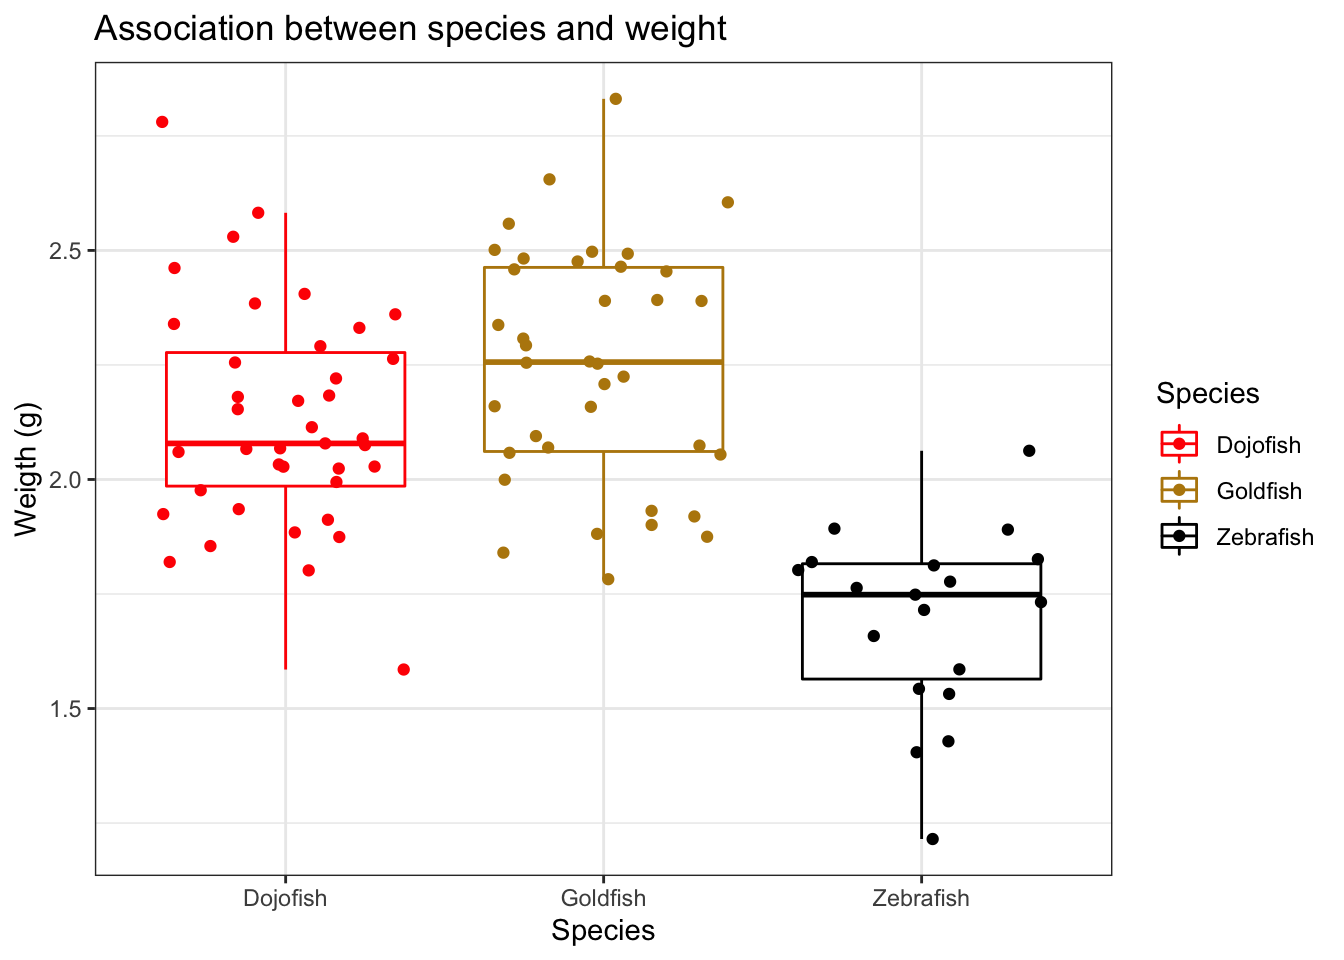 Association between species and weight
Weigth (g)
2.5
2.0
1.5
Dojofish
Goldfish
Zebrafish
Species
Species
Dojofish
Goldfish
Zebrafish